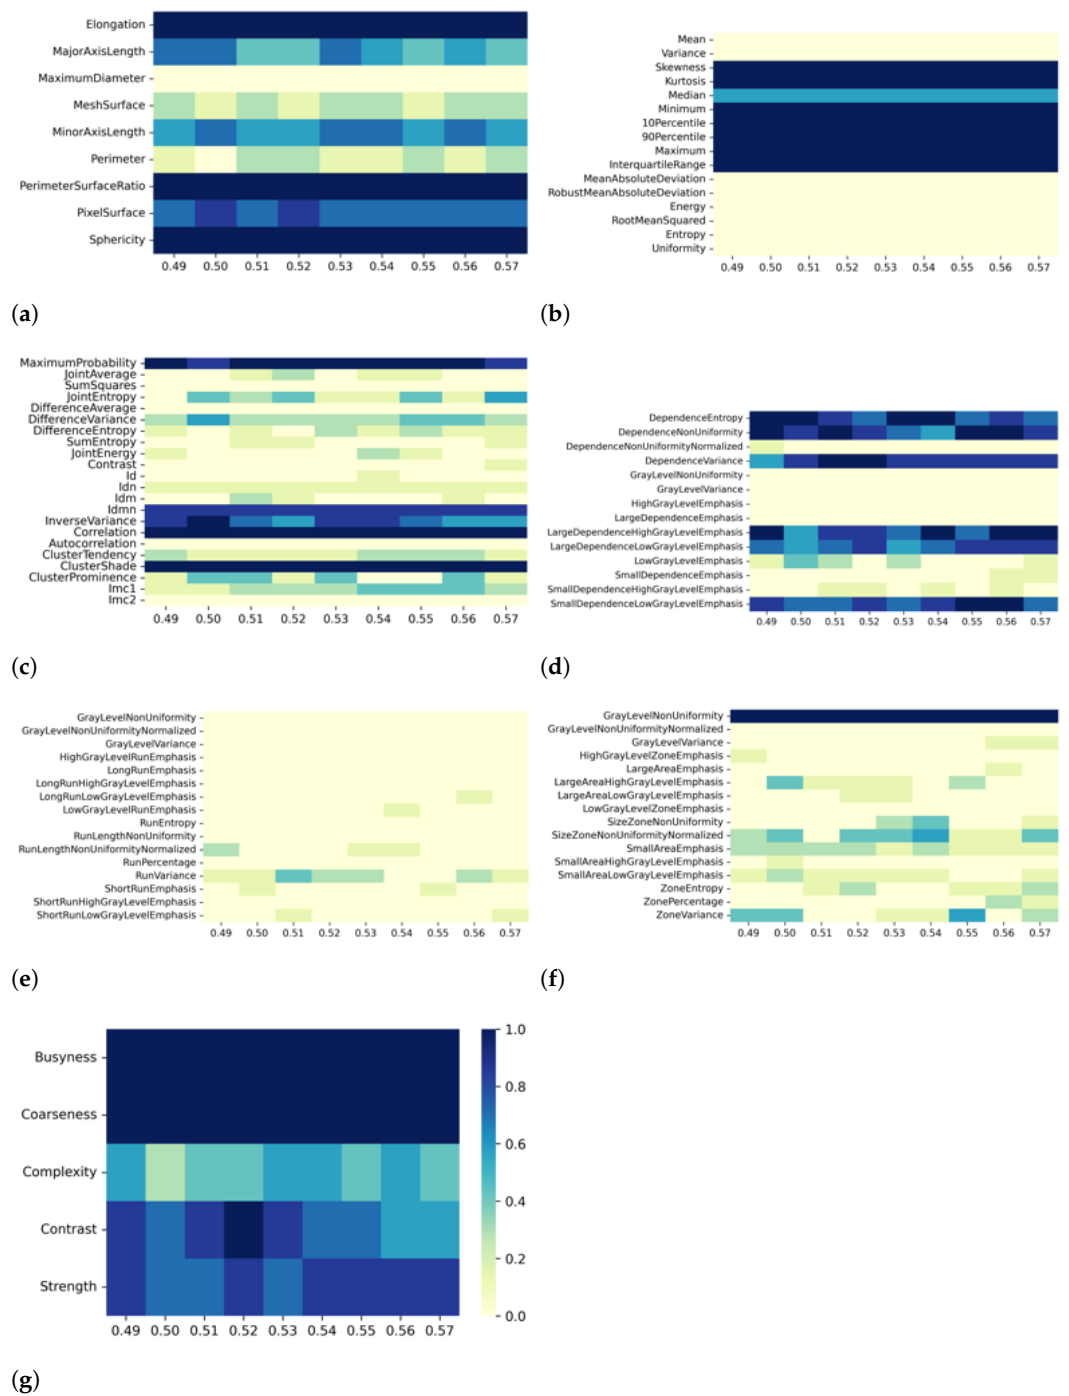 Elongation
MajorAxisLength
MaximumDiameter
MeshSurface
MinorAxisLength
Perimeter
PerimeterSurfaceRatio
PixelSurface
Sphericity
0.49 0.50 0.51 0.52 0.53 0.54 0.55 0.56 0.57
(a)
Mean
Variance
Skewness
Kurtosis
Median
Minimum
10Percentile
90Percentile
Maximum
InterquartileRange
MeanAbsoluteDeviation
RobustMeanAbsoluteDeviation
Energy
RootMeanSquared
Entropy
Uniformity
0.49 0.50 0.51 0.52 0.53 0.54 0.55 0.56 0.57
(b)
MaximumProbability
JointAverage
SumSquares
JointEntropy
DifferenceAverage
DifferenceVariance
DifferenceEntropy
SumEntropy
JointEnergy
Contrast
Id
Idn
Idm
Idmn
InverseVariance
Correlation
Autocorrelation
ClusterTendency
ClusterShade
ClusterProminence
Imc1
Imc2
0.49 0.50 0.51 0.52 0.53 0.54 0.55 0.56 0.57
(c)
DependenceEntropy
DependenceNonUniformity
DependenceNonUniformityNormalized
DependenceVariance
GrayLevelNonUniformity
GrayLevelVariance
HighGrayLevelEmphasis
LargeDependenceEmphasis
LargeDependenceHighGrayLevelEmphasis
LargeDependenceLowGrayLevelEmphasis
LowGrayLevelEmphasis
SmallDependenceEmphasis
SmallDependenceHighGrayLevelEmphasis
SmallDependenceLowGrayLevelEmphasis
0.49 0.50 0.51 0.52 0.53 0.54 0.55 0.56 0.57
(d)
GrayLevelNonUniformity
GrayLevelNonUniformityNormalized
GrayLevelVariance
HighGrayLevelRunEmphasis
LongRunEmphasis
LongRunHighGrayLevelEmphasis
LongRunLowGrayLevelEmphasis
LowGrayLevelRunEmphasis
RunEntropy
RunLengthNonUniformity
RunLengthNonUniformityNormalized
RunPercentage
RunVariance
ShortRunEmphasis
ShortRunHighGrayLevelEmphasis
ShortRunLowGrayLevelEmphasis
0.49 0.50 0.51 0.52 0.53 0.54 0.55 0.56 0.57
(e)
GrayLevelNonUniformity
GrayLevelNonUniformityNormalized
GrayLevelVariance
HighGrayLevelZoneEmphasis
LargeAreaEmphasis
LargeAreaHighGrayLevelEmphasis
LargeAreaLowGrayLevelEmphasis
LowGrayLevelZoneEmphasis
SizeZoneNonUniformity
SizeZoneNonUniformityNormalized
SmallAreaEmphasis
SmallAreaHighGrayLevelEmphasis
SmallAreaLowGrayLevelEmphasis
ZoneEntropy
ZonePercentage
ZoneVariance
0.49 0.50 0.51 0.52 0.53 0.54 0.55 0.56 0.57
(f)
Busyness
Coarseness
Complexity
Contrast
Strength
0.49 0.50 0.51 0.52 0.53 0.54 0.55 0.56 0.57
1.0
0.8
0.6
0.4
0.2
0.0
(g)